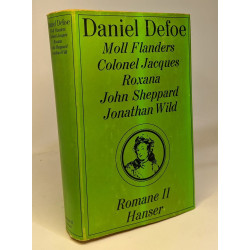 Daniel Defoe
Moll Flanders
Colonel Jacques
Roxana
John Sheppard
Jonathan Wild
Romane II
Hanser